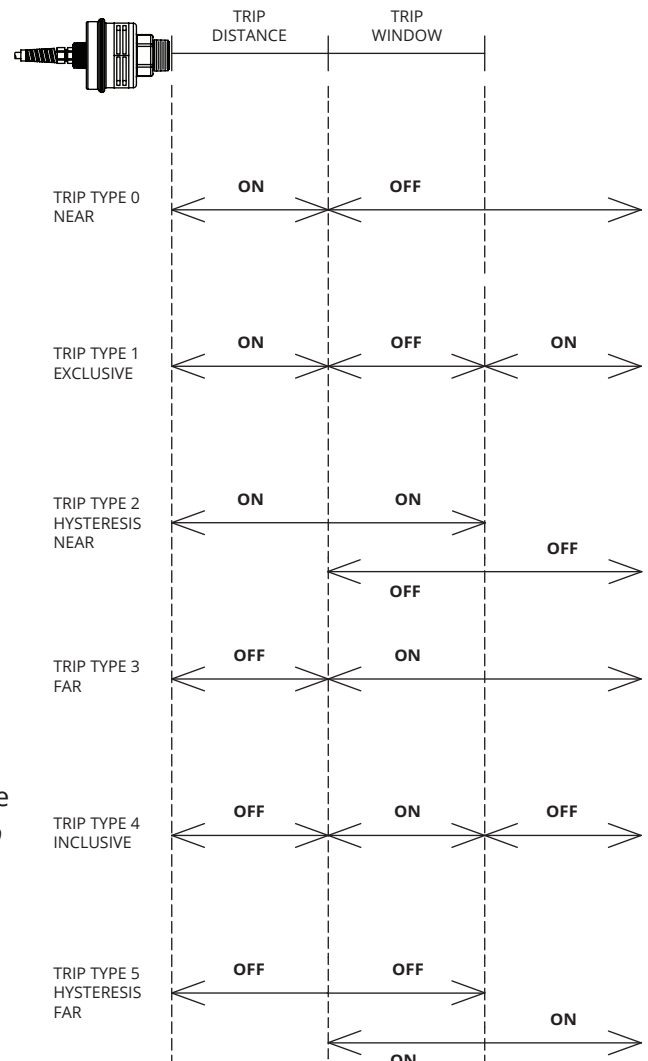 TRIP
DISTANCE
TRIP
WINDOW
TRIP TYPE 0
NEAR
ON
OFF
TRIP TYPE 1
EXCLUSIVE
ON
OFF
ON
TRIP TYPE 2
HYSTERESIS
NEAR
ON
ON
OFF
OFF
TRIP TYPE 3
FAR
OFF
ON
e
TRIP TYPE 4
INCLUSIVE
OFF
ON
OFF
TRIP TYPE 5
HYSTERESIS
FAR
OFF
OFF
ON
ON